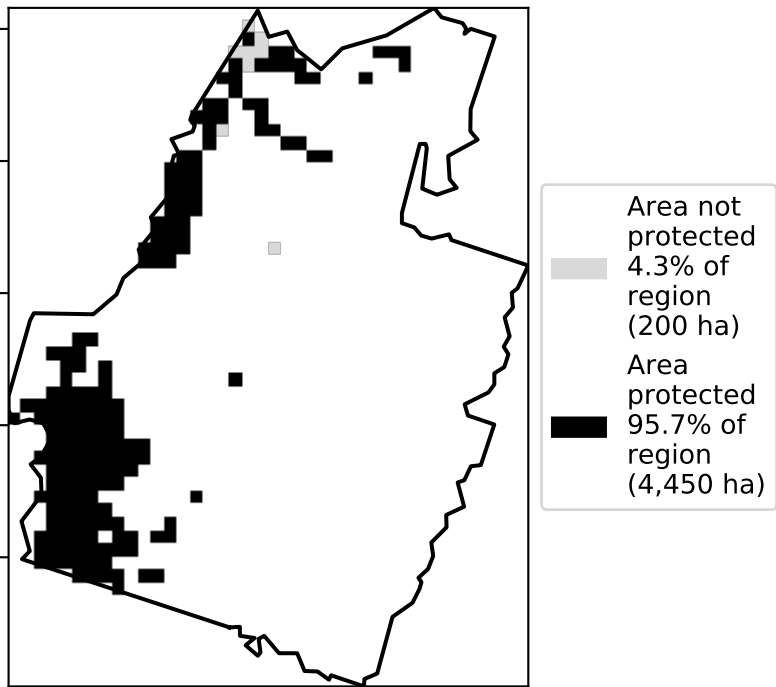 Area not
protected
4.3% of
region
(200 ha)
Area
protected
95.7% of
region
(4,450 ha)